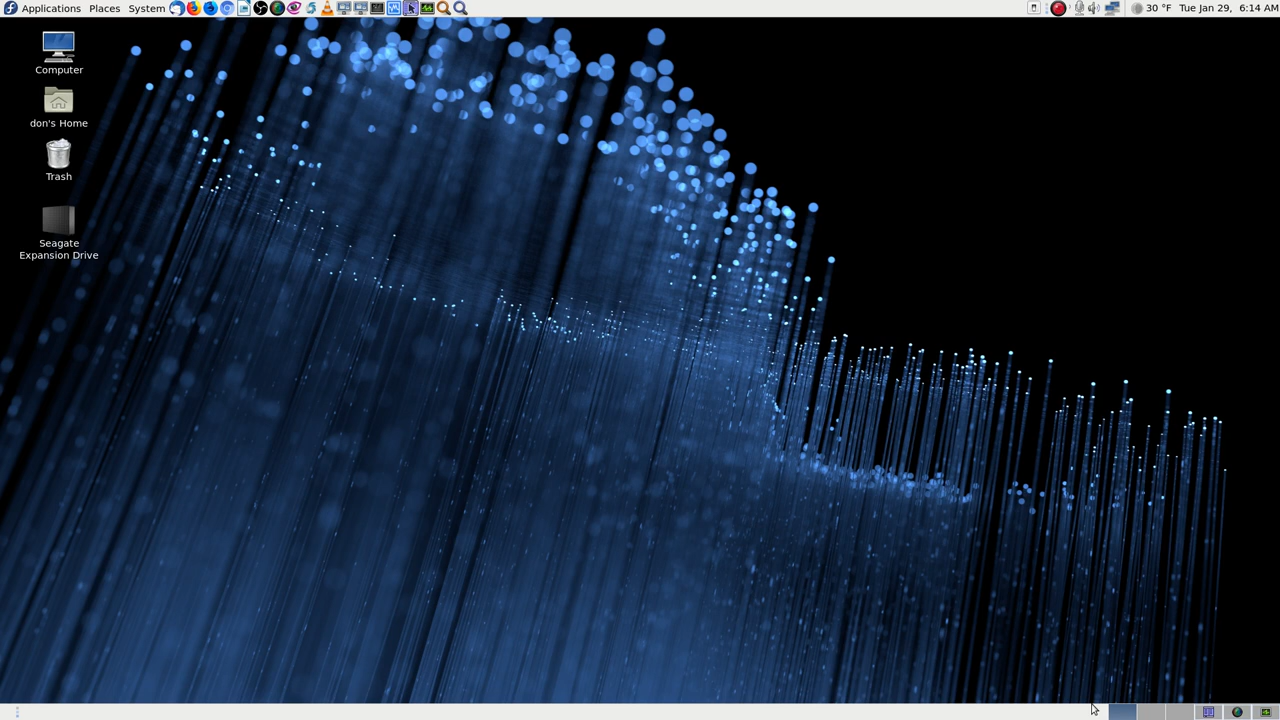 Applications Places System 30 °F Tue Jan 29, 6:14 AM
Computer
don's Home
Trash
Seagate
Expansion Drive